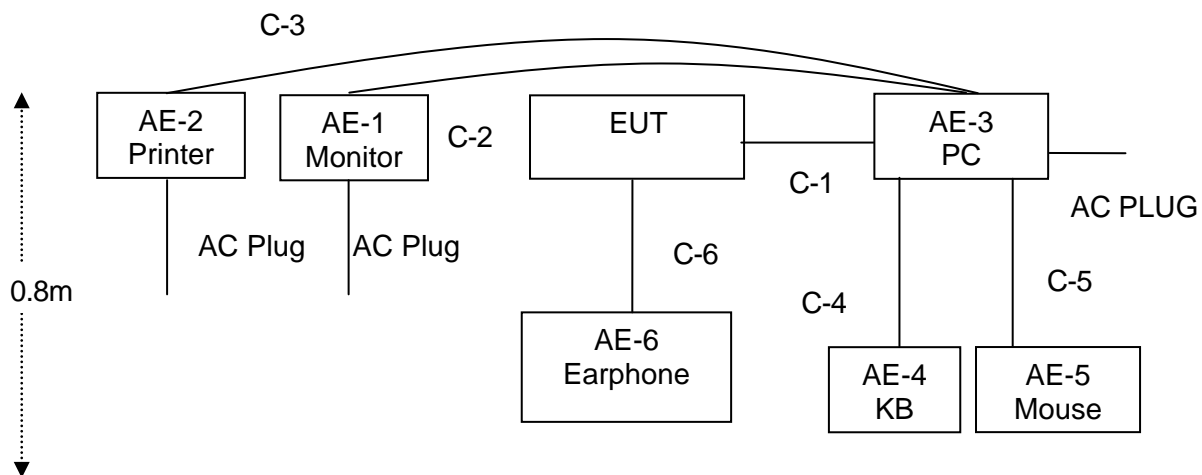 C-3
AE-2
Printer
AE-1
Monitor
C-2
EUT
C-1
AE-3
PC
AC PLUG
AC Plug
AC Plug
C-6
C-4
C-5
0.8m
AE-6
Earphone
AE-4
KB
AE-5
Mouse